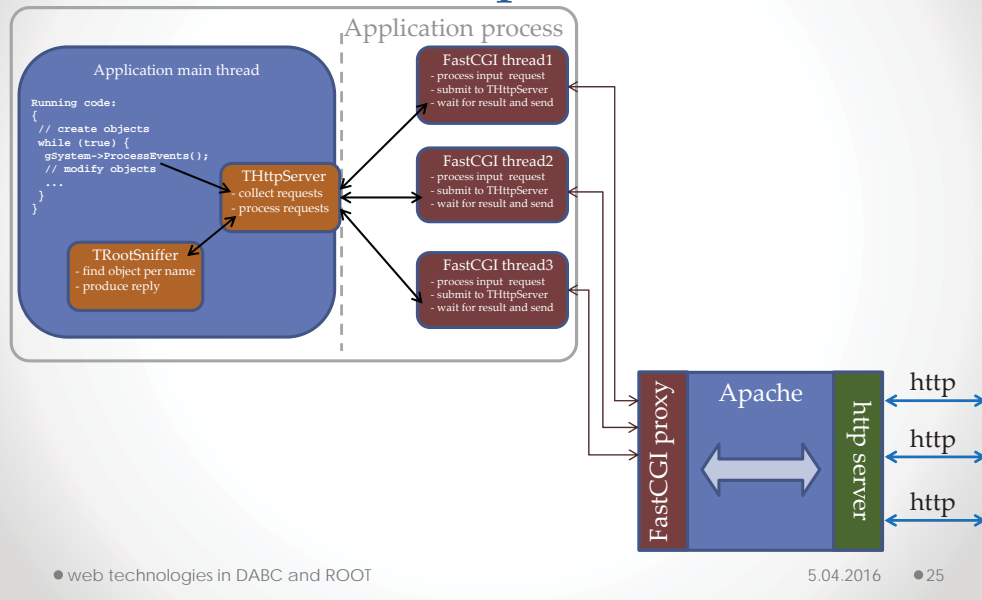 Application process
Application main thread
Running code:
{
// create objects
while (true) {
gSystem->ProcessEvents();
// modify objects
...
}
}
THttpServer
- collect requests
- process requests
TRootSniffer
- find object per name
- produce reply
FastCGI thread1
- process input request
- submit to THttpServer
- wait for result and send
FastCGI thread2
- process input request
- submit to THttpServer
- wait for result and send
FastCGI thread3
- process input request
- submit to THttpServer
- wait for result and send
FastCGI proxy
Apache
http server
http
http
http
● web technologies in DABC and ROOT
5.04.2016
● 25